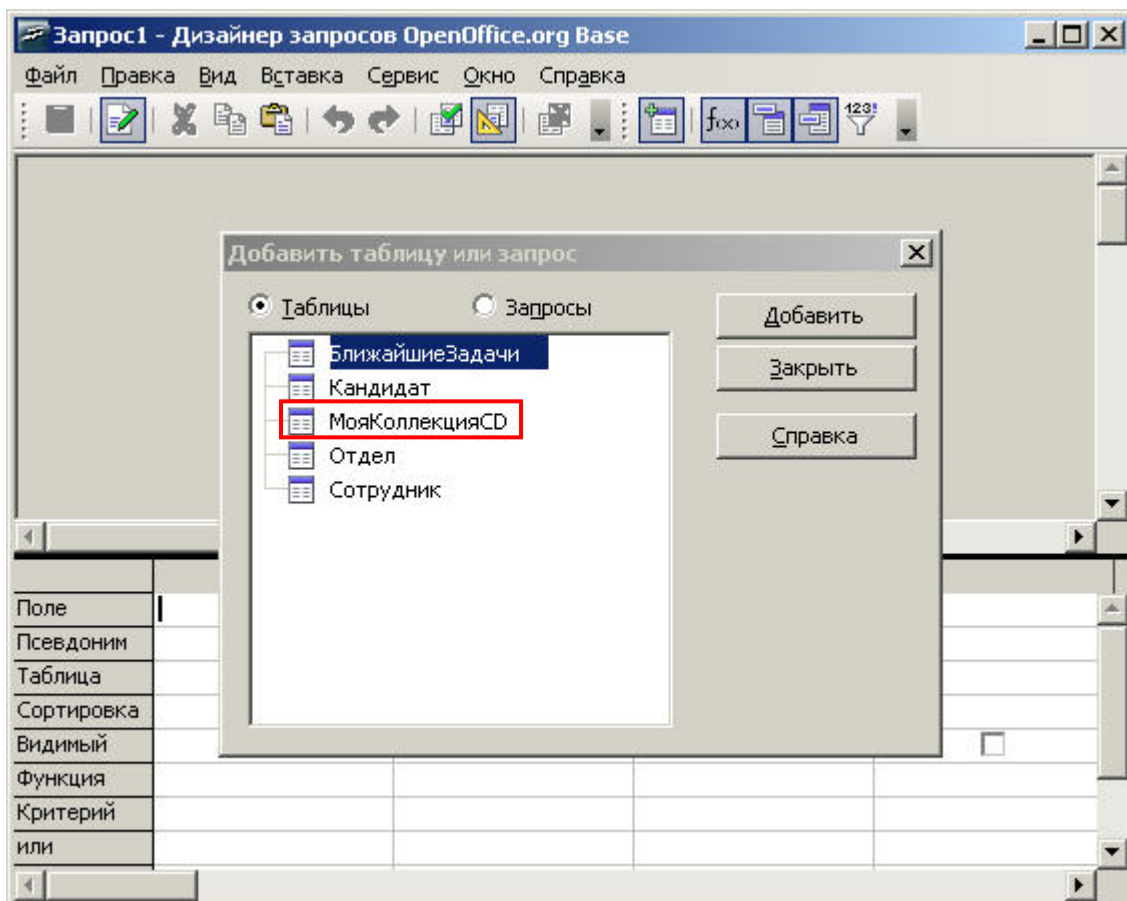 Запрос1 - Дизайнер запросов OpenOffice.org Base
Файл Правка Вид Вставка Сервис Окно Справка
f(x) 123!
Добавить таблицу или запрос
Таблицы Запросы
Добавить
БлижайшиеЗадачи
Закрыть
Кандидат
МояКоллекцияCD
Справка
Отдел
Сотрудник
Поле
Псевдоним
Таблица
Сортировка
Видимый
Функция
Критерий
или